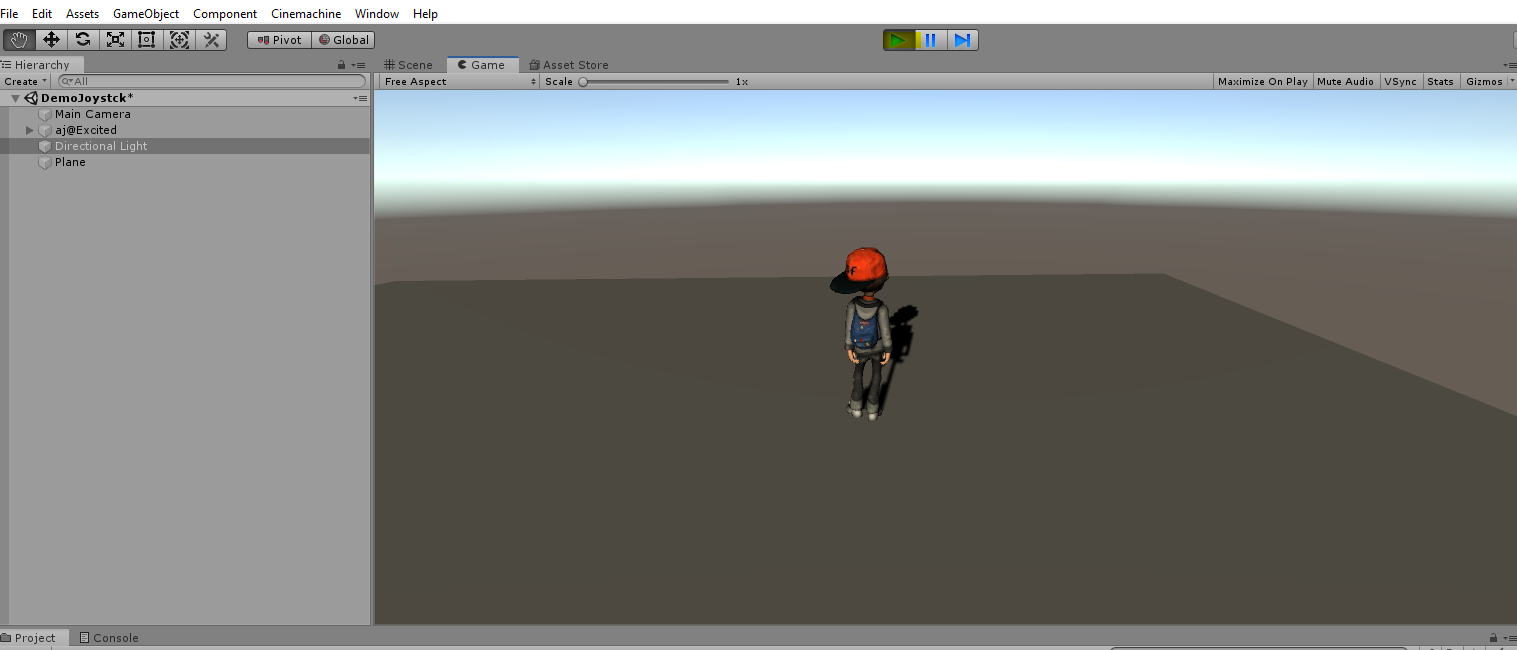 File Edit Assets GameObject Component Cinemachine Window Help
Pivot Global
Hierarchy Scene Game Asset Store
Create All Free Aspect Scale 1x Maximize On Play Mute Audio VSync Stats Gizmos
DemoJoystck*
Main Camera
aj@Excited
Directional Light
Plane
Project Console